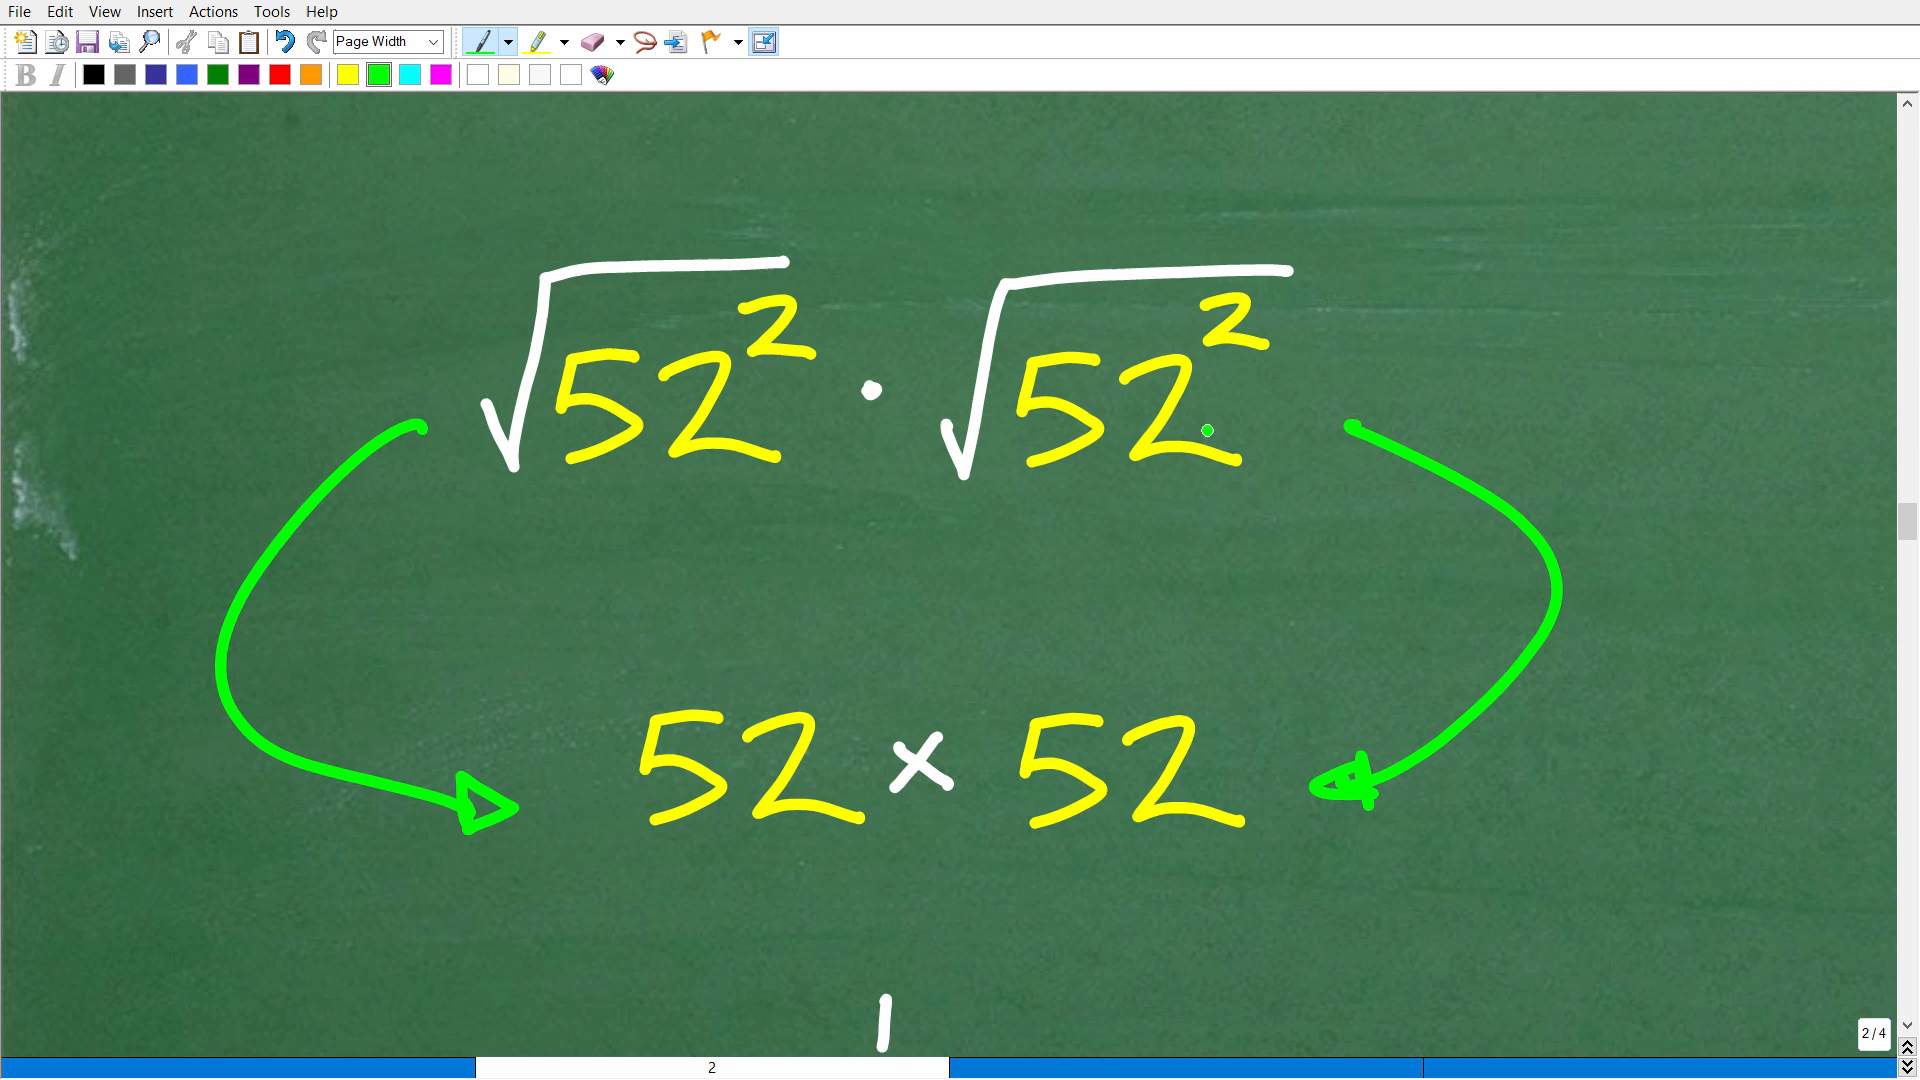 File Edit View Insert Actions Tools Help
Page Width
B I
√52² · √52²
52 × 52
2 / 4
2